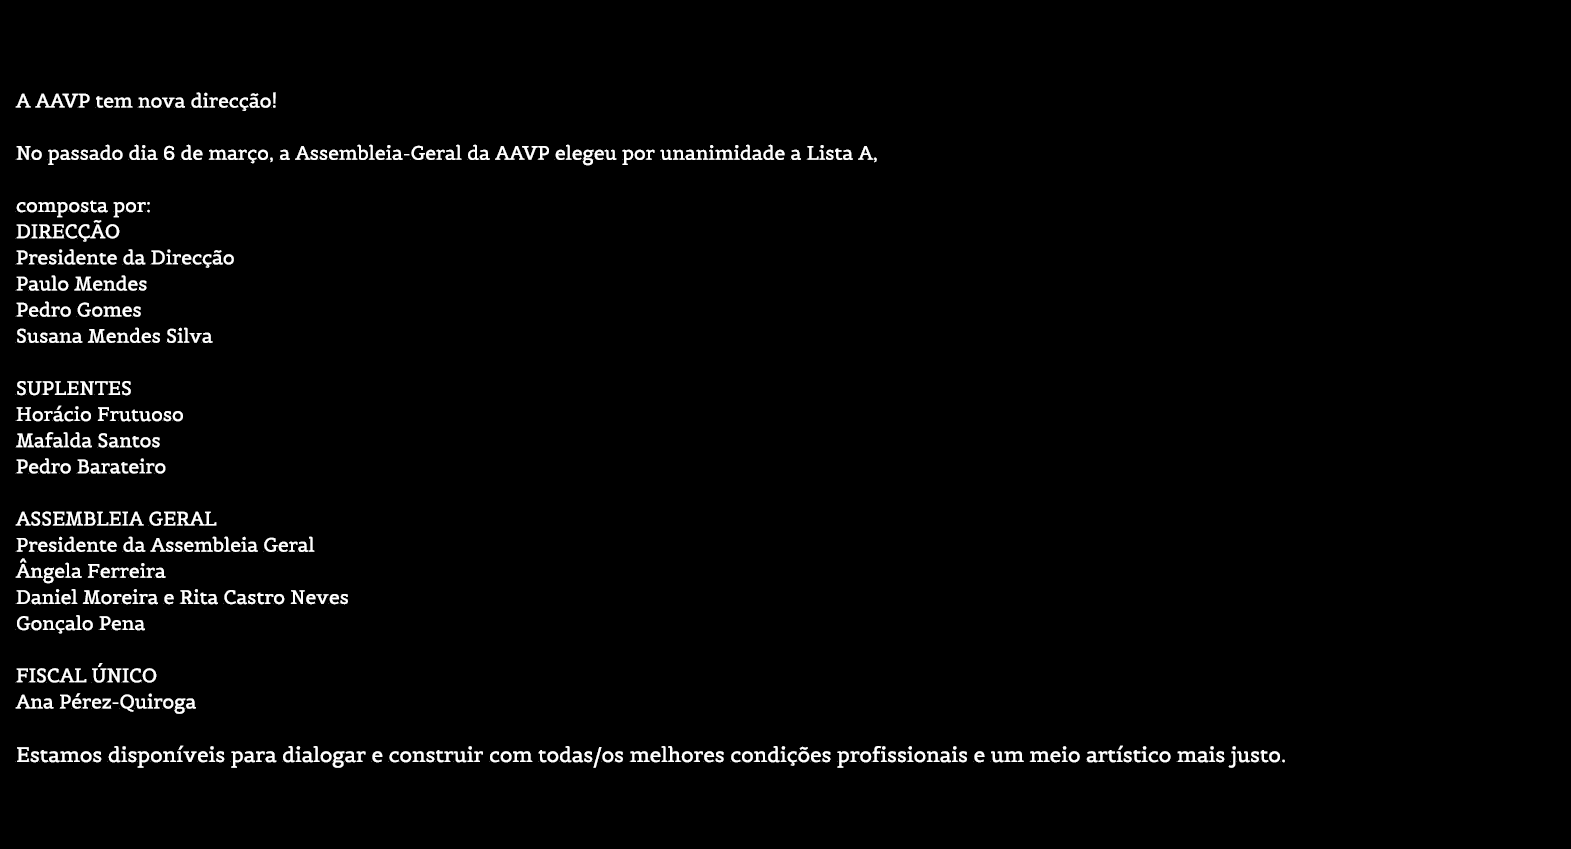 A AAVP tem nova direcção!
No passado dia 6 de março, a Assembleia-Geral da AAVP elegeu por unanimidade a Lista A,
composta por:
DIRECÇÃO
Presidente da Direcção
Paulo Mendes
Pedro Gomes
Susana Mendes Silva
SUPLENTES
Horácio Frutuoso
Mafalda Santos
Pedro Barateiro
ASSEMBLEIA GERAL
Presidente da Assembleia Geral
Ângela Ferreira
Daniel Moreira e Rita Castro Neves
Gonçalo Pena
FISCAL ÚNICO
Ana Pérez-Quiroga
Estamos disponíveis para dialogar e construir com todas/os melhores condições profissionais e um meio artístico mais justo.